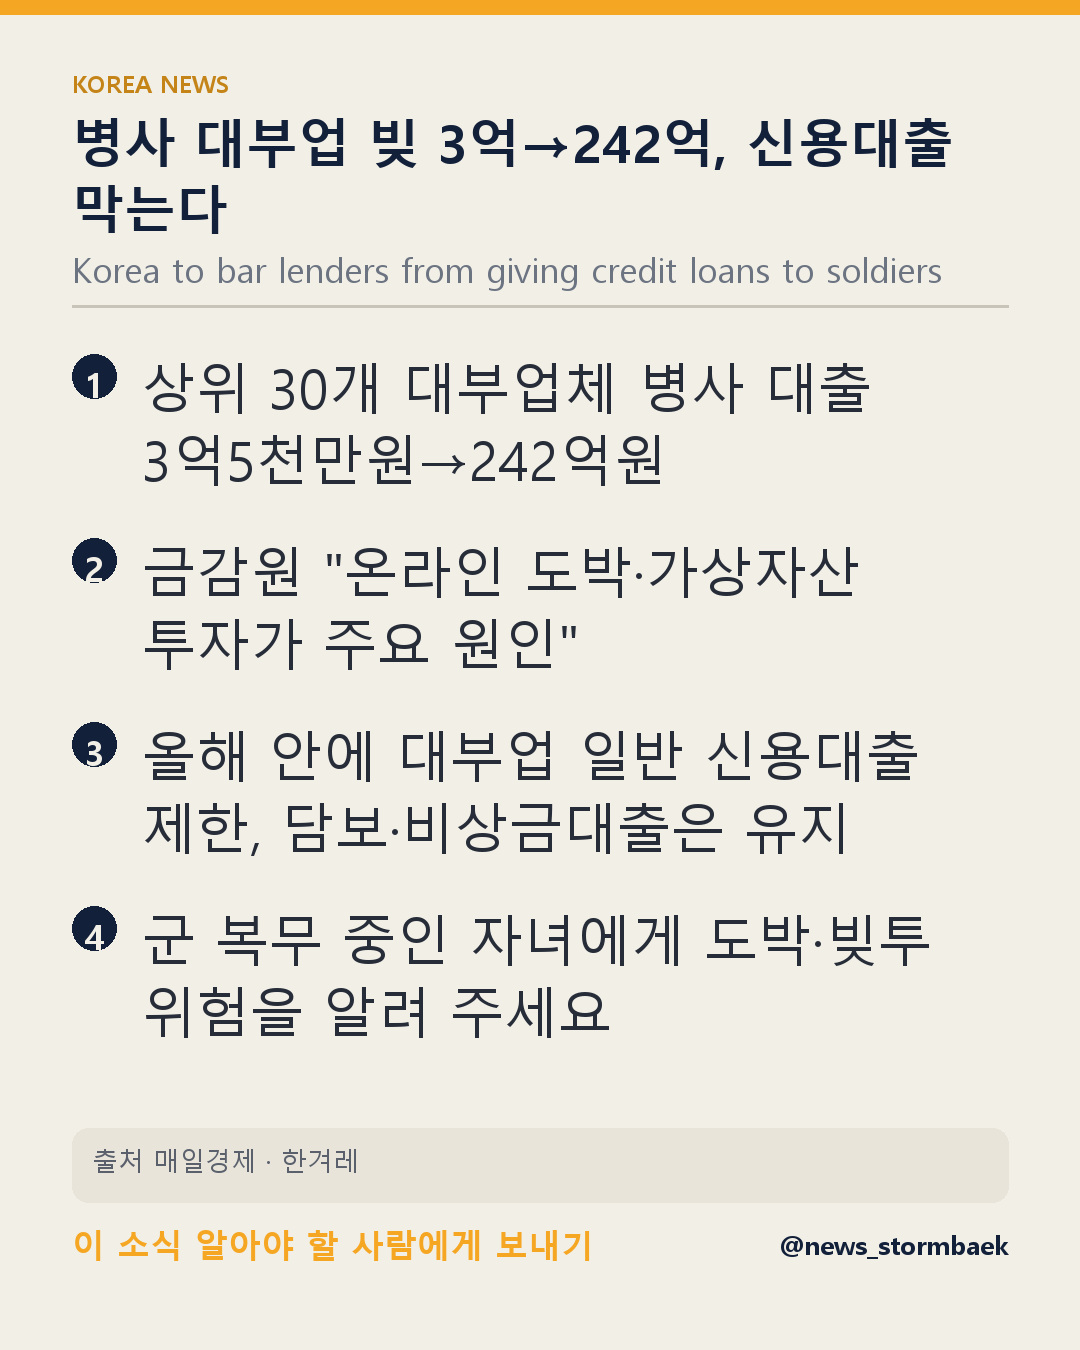 KOREA NEWS
병사 대부업 빚 3억→242억, 신용대출
막는다
Korea to bar lenders from giving credit loans to soldiers
1 상위 30개 대부업체 병사 대출
3억5천만원→242억원
2 금감원 "온라인 도박·가상자산
투자가 주요 원인"
3 올해 안에 대부업 일반 신용대출
제한, 담보·비상금대출은 유지
4 군 복무 중인 자녀에게 도박·빚투
위험을 알려 주세요
출처 매일경제 · 한겨레
이 소식 알아야 할 사람에게 보내기
@news_stormbaek